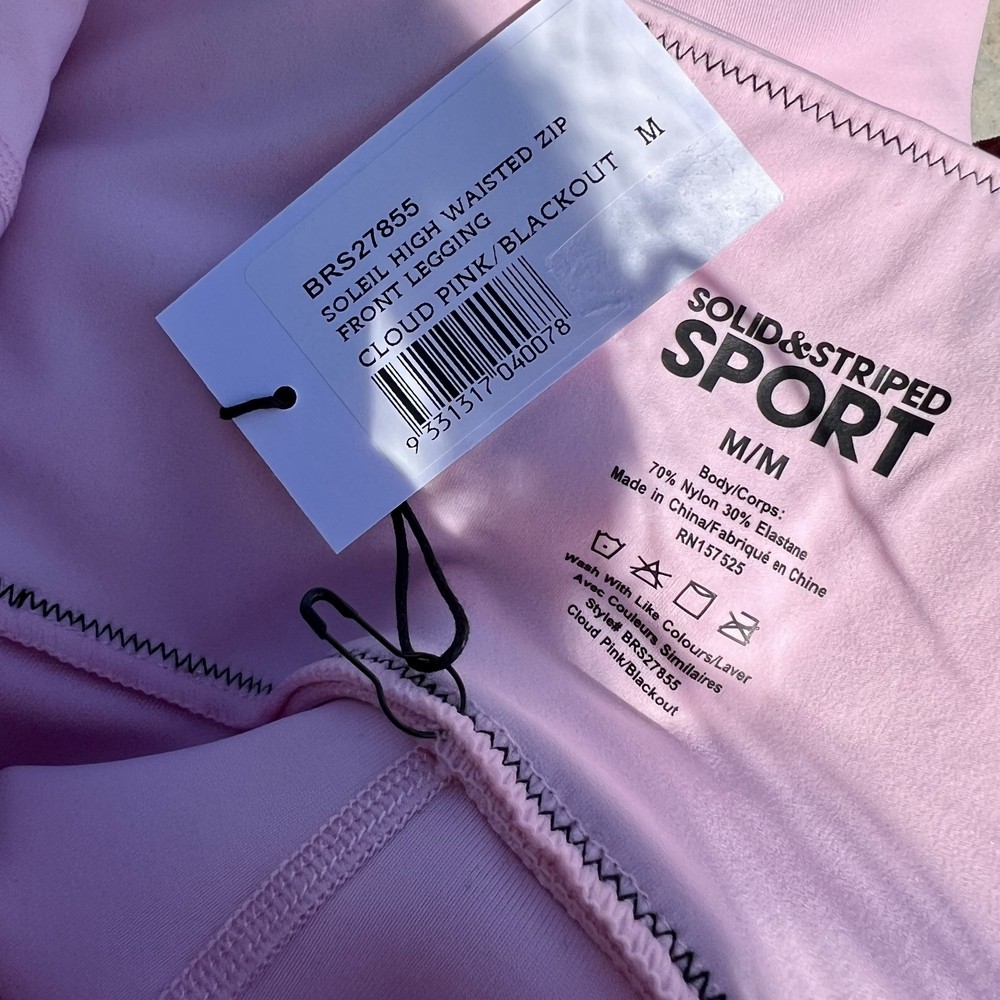 BRS27855
SOLEIL HIGH WAISTED ZIP
FRONT LEGGING
CLOUD PINK/BLACKOUT M
9 331317 040078
SOLID&STRIPED
SPORT
M/M
Body/Corps:
70% Nylon 30% Elastane
Made in China/Fabriqué en Chine
RN157525
Wash With Like Colours/Laver
Avec Couleurs Similaires
Style# BRS27855
Cloud Pink/Blackout